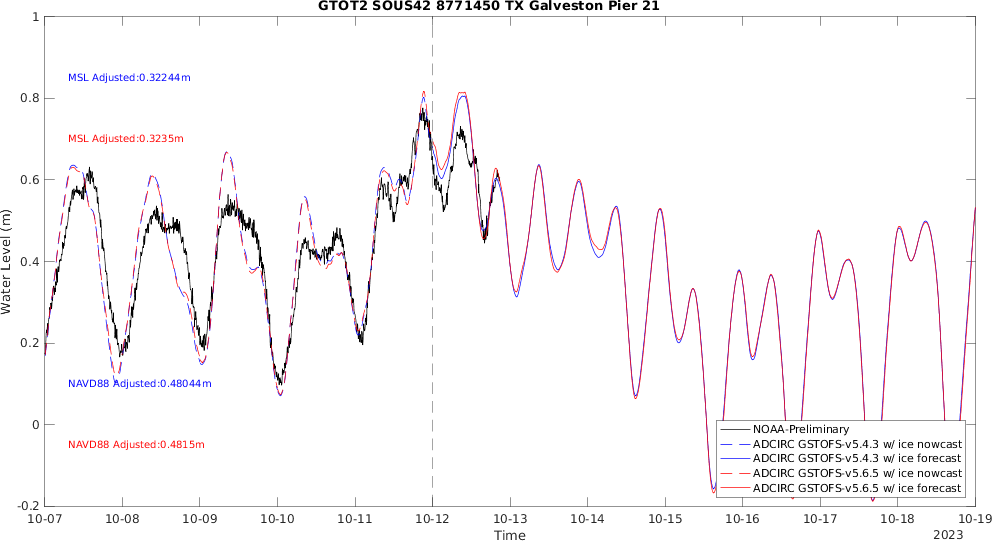 GTOT2 SOUS42 8771450 TX Galveston Pier 21
1
0.8
0.6
0.4
0.2
0
-0.2
Water Level (m)
MSL Adjusted:0.32244m
MSL Adjusted:0.3235m
NAVD88 Adjusted:0.48044m
NAVD88 Adjusted:0.4815m
NOAA-Preliminary
ADCIRC GSTOFS-v5.4.3 w/ ice nowcast
ADCIRC GSTOFS-v5.4.3 w/ ice forecast
ADCIRC GSTOFS-v5.6.5 w/ ice nowcast
ADCIRC GSTOFS-v5.6.5 w/ ice forecast
10-07 10-08 10-09 10-10 10-11 10-12 10-13 10-14 10-15 10-16 10-17 10-18 10-19
Time
2023